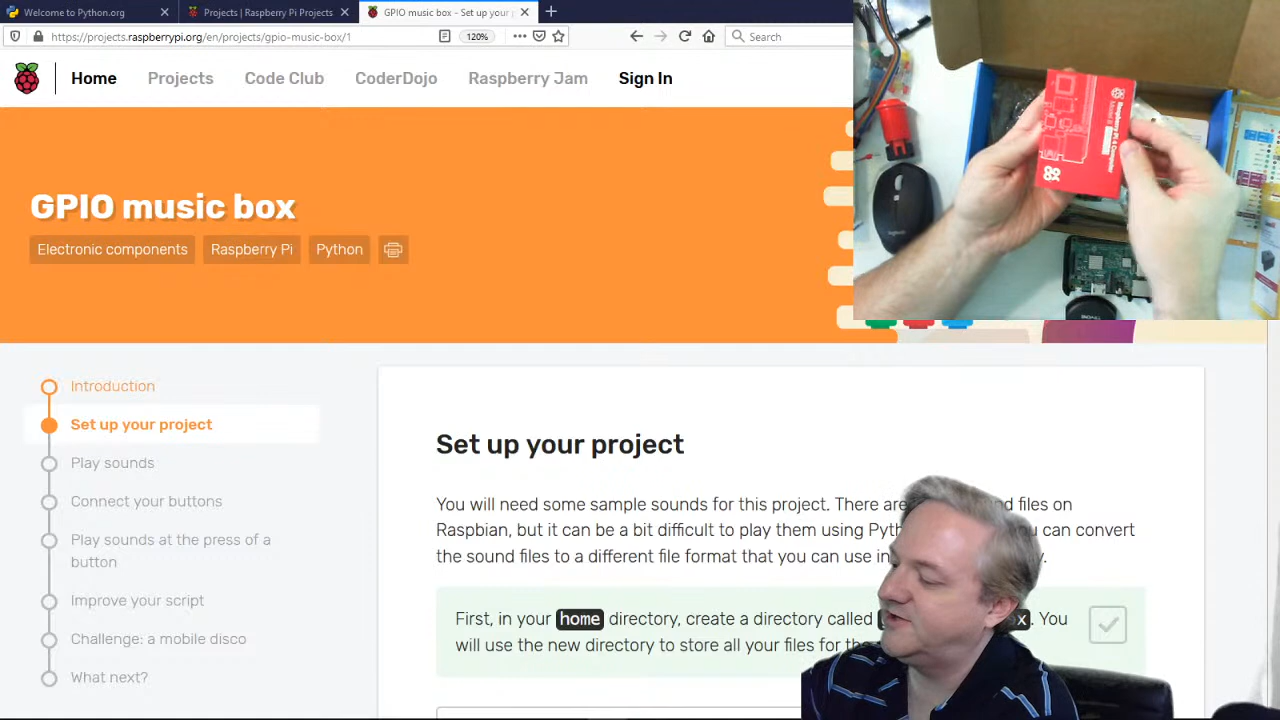 Welcome to Python.org
Projects | Raspberry Pi Projects
GPIO music box - Set up your
https://projects.raspberrypi.org/en/projects/gpio-music-box/1
120%
Search
Home
Projects
Code Club
CoderDojo
Raspberry Jam
Sign In
GPIO music box
Electronic components
Raspberry Pi
Python
Raspberry Pi 4 Computer
Model B
Introduction
Set up your project
Play sounds
Connect your buttons
Play sounds at the press of a
button
Improve your script
Challenge: a mobile disco
What next?
Set up your project
You will need some sample sounds for this project. There are files on
Raspbian, but it can be a bit difficult to play them using can convert
the sound files to a different file format that you can use
First, in your home directory, create a directory called You
will use the new directory to store all your files for